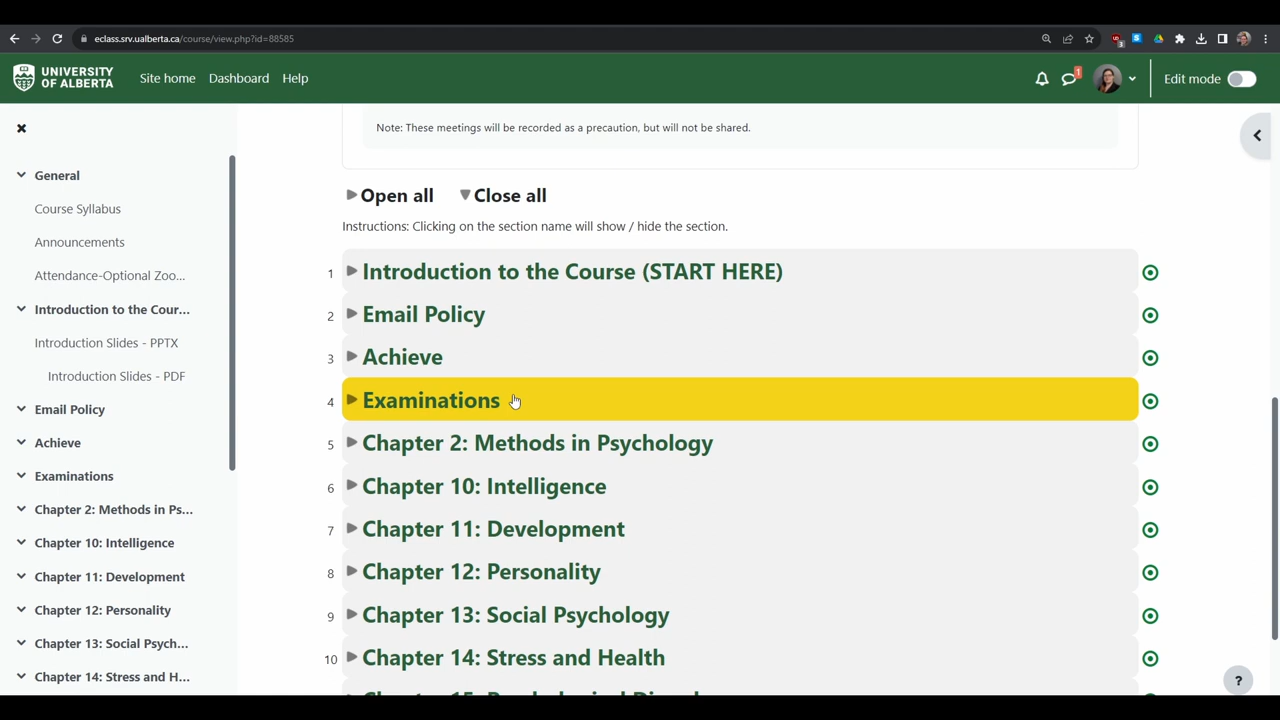 eclass.srv.ualberta.ca/course/view.php?id=88585
UNIVERSITY OF ALBERTA
Site home
Dashboard
Help
1
Edit mode
General
Course Syllabus
Announcements
Attendance-Optional Zoo...
Introduction to the Cour...
Introduction Slides - PPTX
Introduction Slides - PDF
Email Policy
Achieve
Examinations
Chapter 2: Methods in Ps...
Chapter 10: Intelligence
Chapter 11: Development
Chapter 12: Personality
Chapter 13: Social Psych...
Chapter 14: Stress and H...
Note: These meetings will be recorded as a precaution, but will not be shared.
Open all Close all
Instructions: Clicking on the section name will show / hide the section.
1 Introduction to the Course (START HERE)
2 Email Policy
3 Achieve
4 Examinations
5 Chapter 2: Methods in Psychology
6 Chapter 10: Intelligence
7 Chapter 11: Development
8 Chapter 12: Personality
9 Chapter 13: Social Psychology
10 Chapter 14: Stress and Health
?